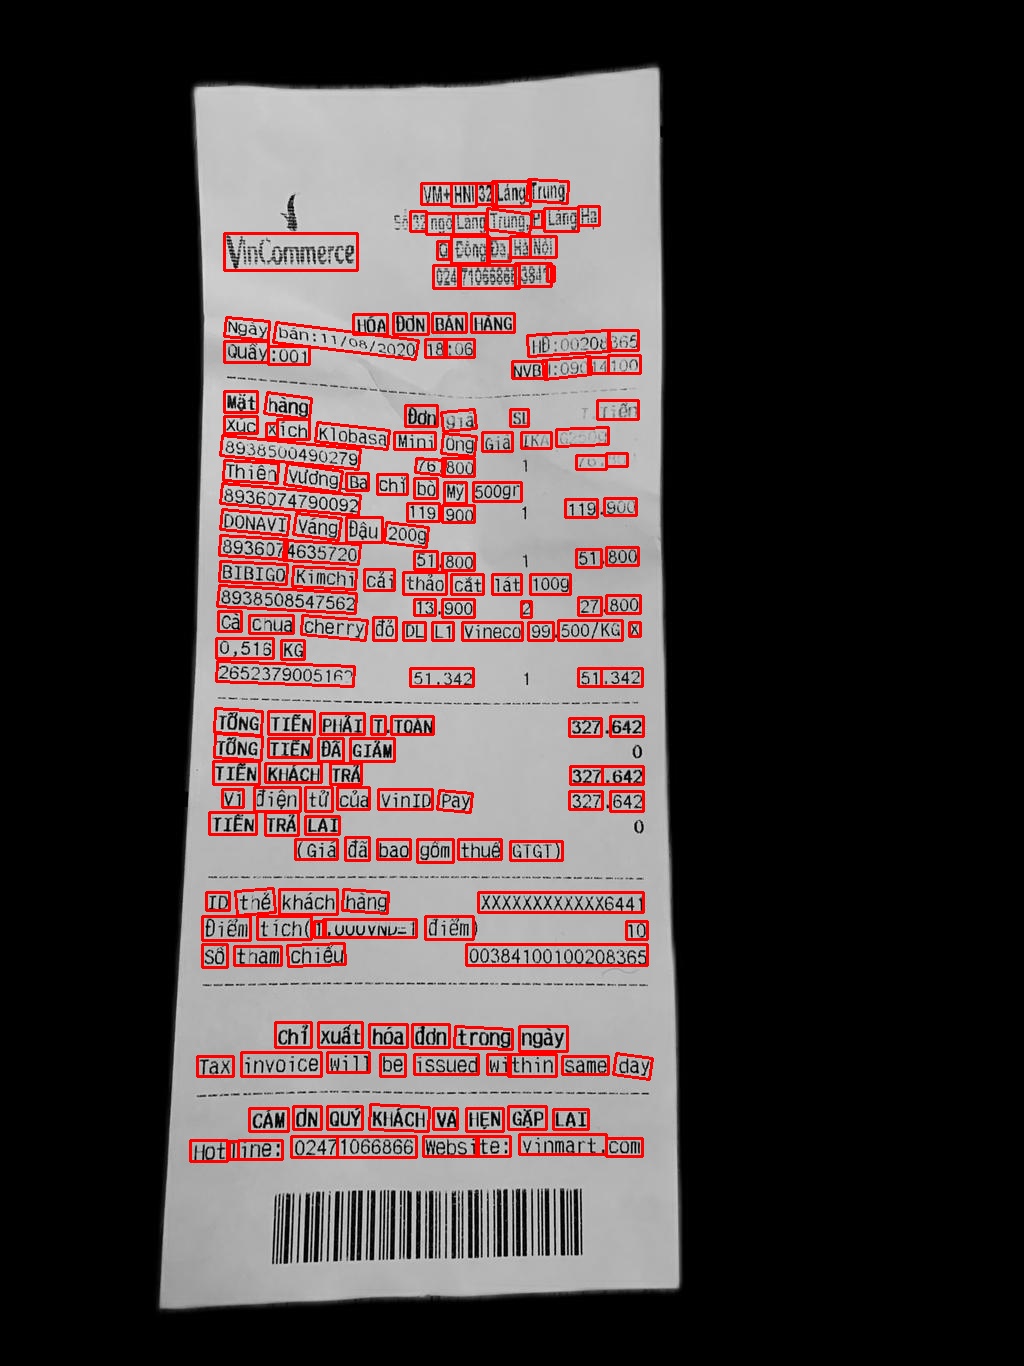 VM+ HNI 32 Láng Trung
Số 32 ngõ Láng Trung, P Láng Hạ
Q Đống Đa Hà Nội
VinCommerce
024 71066866 3841
HÓA ĐƠN BÁN HÀNG
Ngày bán:11/08/2020 18:06 HĐ:00208365
Quầy:001 NVBH:09014100
Mặt hàng Đơn giá SL T.Tiền
Xúc xích Klobasa Mini Ông Già IKA G250g
8938500490279 76.800 1 76.800
Thiên Vương Ba chỉ bò Mỹ 500gr
8936074790092 119.900 1 119.900
DONAVI Váng Đậu 200g
8936074635720 51.800 1 51.800
BIBIGO Kimchi cải thảo cắt lát 100g
8938508547562 13.900 2 27.800
Cà chua cherry đỏ DL L1 Vineco 99.500/KG x
0,516 KG
2652379005162 51.342 1 51.342
TỔNG TIỀN PHẢI T.TOÁN 327.642
TỔNG TIỀN ĐÃ GIẢM 0
TIỀN KHÁCH TRẢ 327.642
Ví điện tử của VinID Pay 327.642
TIỀN TRẢ LẠI 0
(Giá đã bao gồm thuế GTGT)
ID thẻ khách hàng XXXXXXXXXXXX6441
Điểm tích(1.000VND=1 điểm) 10
Số tham chiếu 00384100100208365
Chỉ xuất hóa đơn trong ngày
Tax invoice will be issued within same day
CẢM ƠN QUÝ KHÁCH VÀ HẸN GẶP LẠI
Hotline: 02471066866 Website: vinmart.com